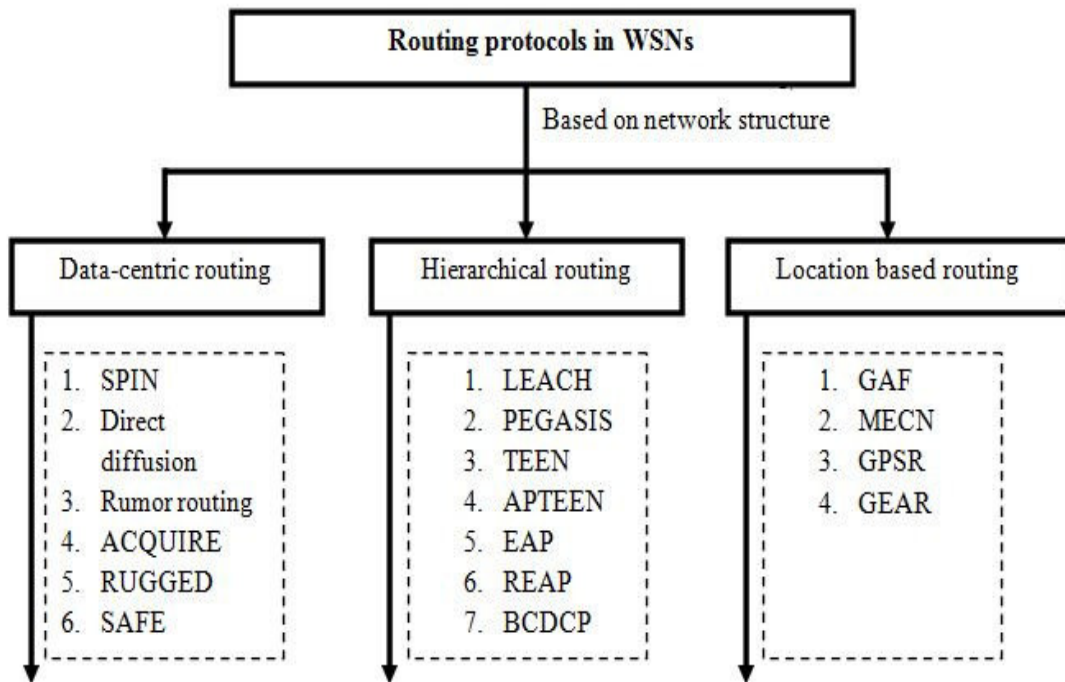 Routing protocols in WSNs
Based on network structure
Data-centric routing
1. SPIN
2. Direct
diffusion
3. Rumor routing
4. ACQUIRE
5. RUGGED
6. SAFE
Hierarchical routing
1. LEACH
2. PEGASIS
3. TEEN
4. APTEEN
5. EAP
6. REAP
7. BCDCP
Location based routing
1. GAF
2. MECN
3. GPSR
4. GEAR